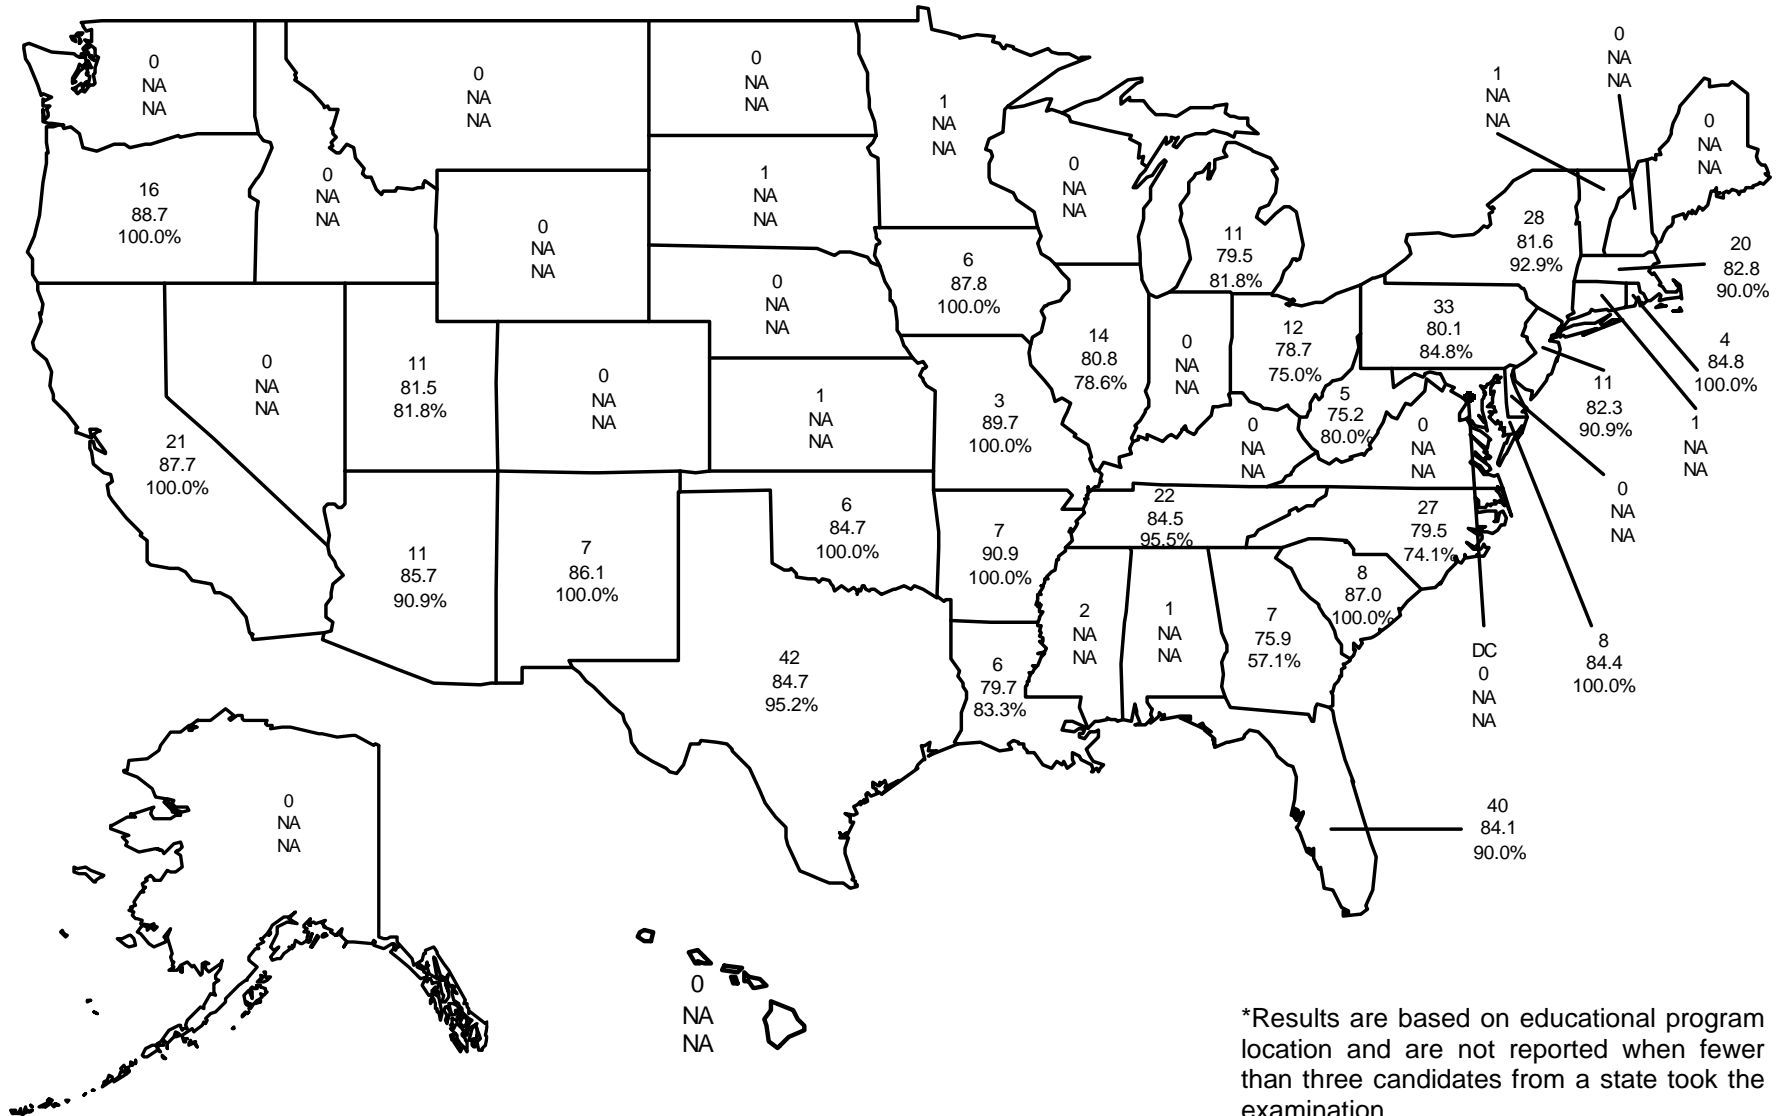 0
NA
NA
0
NA
NA
0
NA
NA
1
NA
NA
1
NA
NA
0
NA
NA
0
NA
NA
16
88.7
100.0%
0
NA
NA
0
NA
NA
1
NA
NA
0
NA
NA
11
79.5
81.8%
28
81.6
92.9%
20
82.8
90.0%
21
87.7
100.0%
0
NA
NA
11
81.5
81.8%
0
NA
NA
0
NA
NA
6
87.8
100.0%
14
80.8
78.6%
0
NA
NA
12
78.7
75.0%
33
80.1
84.8%
4
84.8
100.0%
11
82.3
90.9%
1
NA
NA
1
NA
NA
3
89.7
100.0%
0
NA
NA
5
75.2
80.0%
0
NA
NA
0
NA
NA
11
85.7
90.9%
7
86.1
100.0%
6
84.7
100.0%
7
90.9
100.0%
22
84.5
95.5%
27
79.5
74.1%
8
87.0
100.0%
42
84.7
95.2%
6
79.7
83.3%
2
NA
NA
1
NA
NA
7
75.9
57.1%
DC
0
NA
NA
8
84.4
100.0%
0
NA
NA
40
84.1
90.0%
0
NA
NA
*Results are based on educational program
location and are not reported when fewer
than three candidates from a state took the
examination